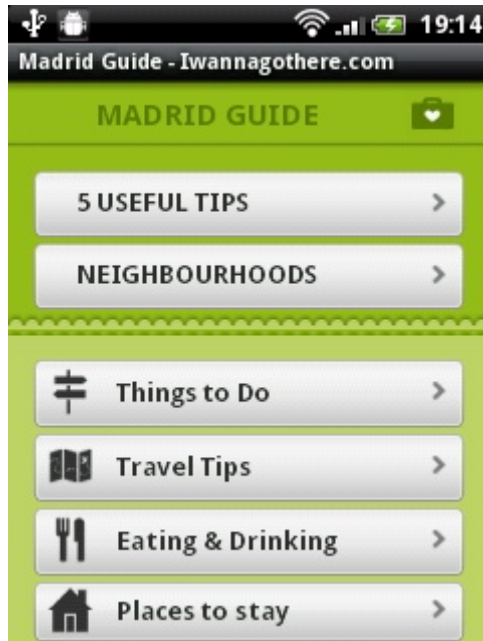 19:14
Madrid Guide - Iwannagothere.com
MADRID GUIDE
5 USEFUL TIPS
NEIGHBOURHOODS
Things to Do
Travel Tips
Eating & Drinking
Places to stay